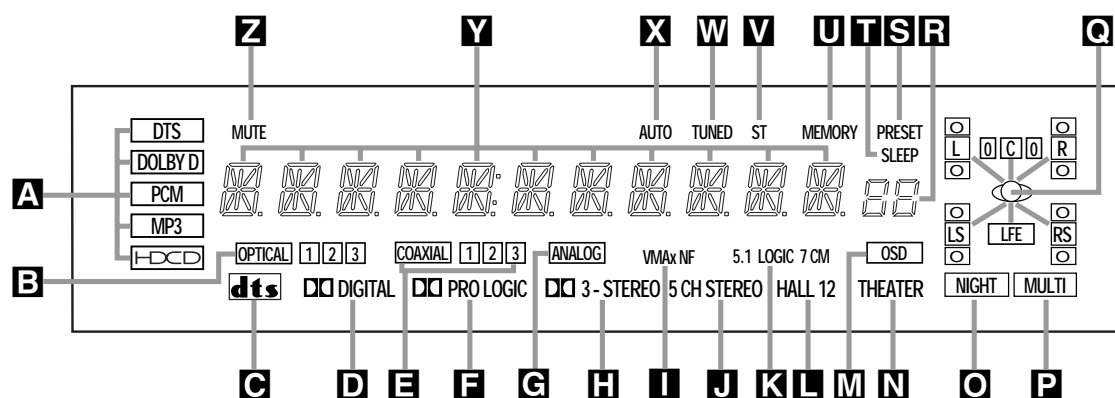 Z Y X W V U T S R Q
DTS MUTE AUTO TUNED ST MEMORY PRESET
SLEEP
DOLBY D
L 0 C 0 R
A PCM
MP3
HDCD
LS LFE RS
B OPTICAL 1 2 3 COAXIAL 1 2 3 ANALOG VMAx NF 5.1 LOGIC 7 CM OSD
dts DIGITAL PRO LOGIC 3 - STEREO 5 CH STEREO HALL 12 THEATER NIGHT MULTI
C D E F G H I J K L M N O P